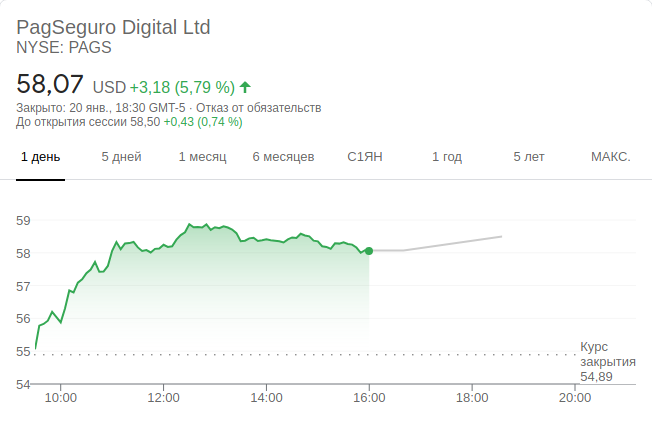 PagSeguro Digital Ltd
NYSE: PAGS
58,07 USD +3,18 (5,79 %)
Закрыто: 20 янв., 18:30 GMT-5 · Отказ от обязательств
До открытия сессии 58,50 +0,43 (0,74 %)
1 день 5 дней 1 месяц 6 месяцев С1ЯН 1 год 5 лет МАКС.
59
58
57
56
55
Курс
закрытия
54,89
54
10:00 12:00 14:00 16:00 18:00 20:00